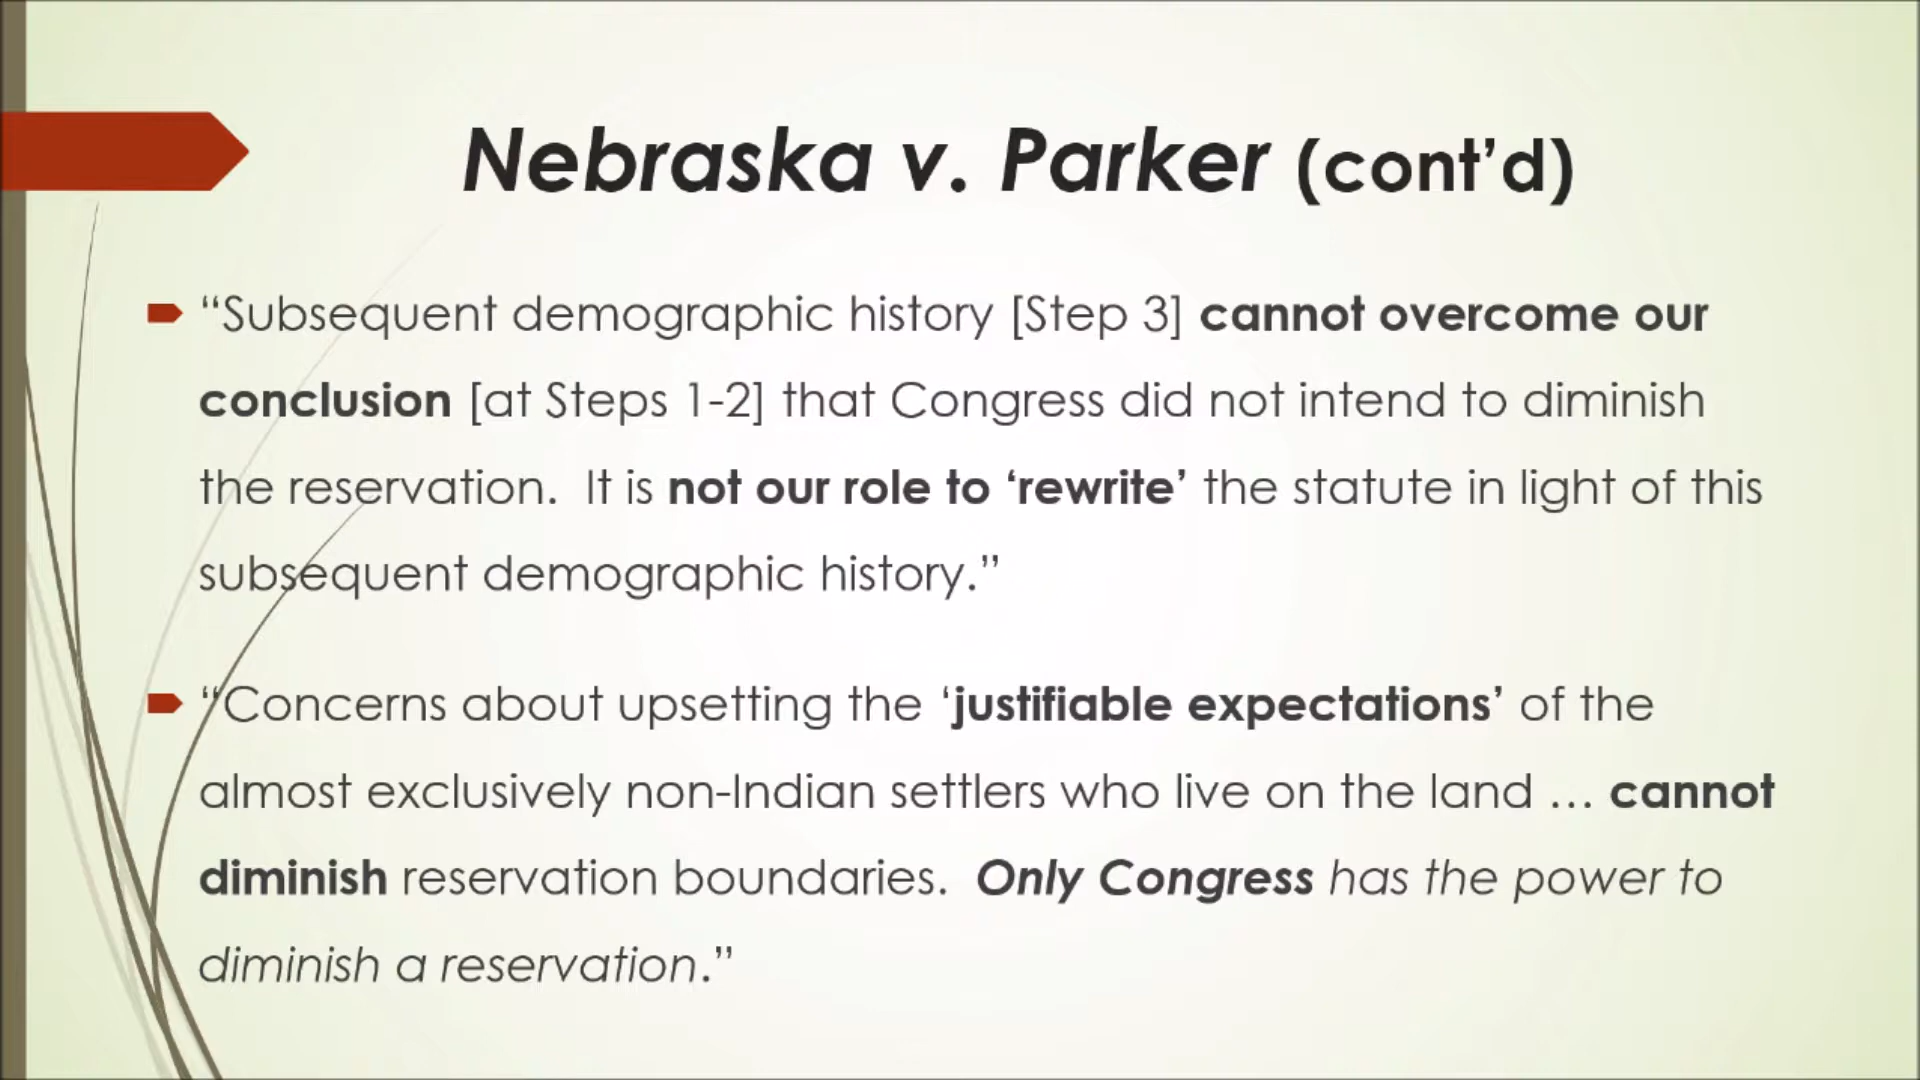 Nebraska v. Parker (cont’d)
“Subsequent demographic history [Step 3] cannot overcome our
conclusion [at Steps 1-2] that Congress did not intend to diminish
the reservation.  It is not our role to ‘rewrite’ the statute in light of this
subsequent demographic history.”
“Concerns about upsetting the ‘justifiable expectations’ of the
almost exclusively non-Indian settlers who live on the land … cannot
diminish reservation boundaries.  Only Congress has the power to
diminish a reservation.”